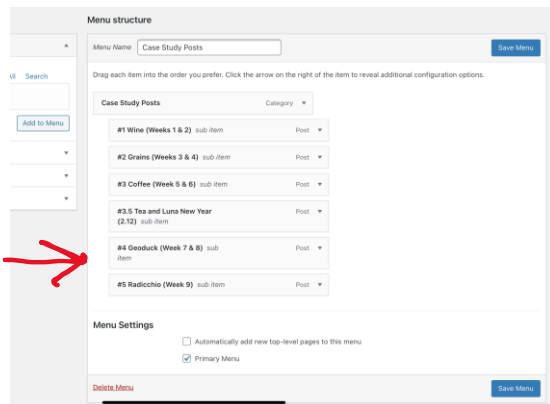 Menu structure
Menu Name Case Study Posts Save Menu
Drag each item into the order you prefer. Click the arrow on the right of the item to reveal additional configuration options.
All Search
Add to Menu
Case Study Posts Category
#1 Wine (Weeks 1 & 2) sub item Post
#2 Grains (Weeks 3 & 4) sub item Post
#3 Coffee (Week 5 & 6) sub item Post
#3.5 Tea and Luna New Year Post
(2.12) sub item
#4 Geoduck (Week 7 & 8) sub Post
item
#5 Radicchio (Week 9) sub item Post
Menu Settings
Automatically add new top-level pages to this menu
Primary Menu
Delete Menu Save Menu